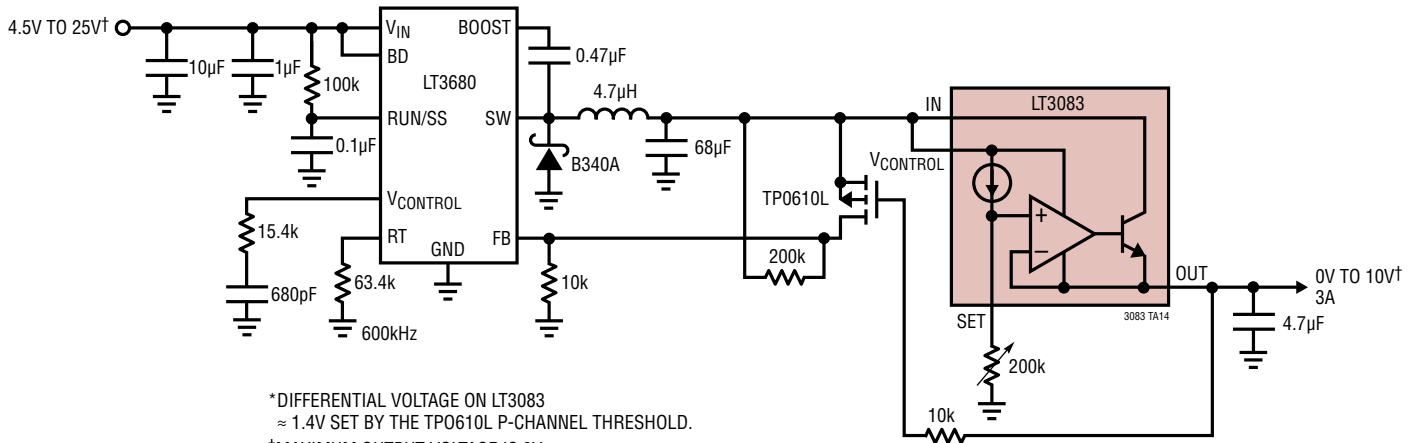 4.5V TO 25V†
10µF
1µF
100k
0.1µF
15.4k
680pF
63.4k
600kHz
VIN
BD
RUN/SS
VCONTROL
RT
GND
LT3680
BOOST
SW
FB
0.47µF
4.7µH
B340A
68µF
10k
TP0610L
200k
IN
VCONTROL
LT3083
+
–
OUT
SET
3083 TA14
200k
10k
0V TO 10V†
3A
4.7µF
*DIFFERENTIAL VOLTAGE ON LT3083
≈ 1.4V SET BY THE TP0610L P-CHANNEL THRESHOLD.